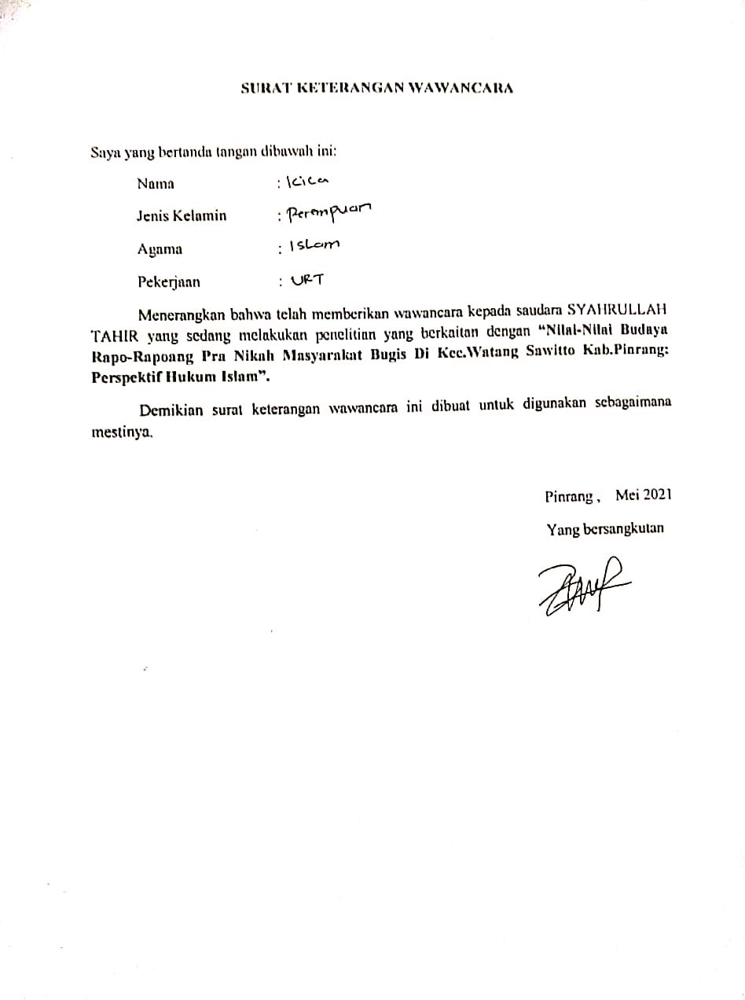 SURAT KETERANGAN WAWANCARA
Saya yang bertanda tangan dibawah ini:
Nama : Kica
Jenis Kelamin : Perempuan
Agama : Islam
Pekerjaan : URT
Menerangkan bahwa telah memberikan wawancara kepada saudara SYAHRULLAH
TAHIR yang sedang melakukan penelitian yang berkaitan dengan “Nilai-Nilai Budaya
Rapo-Rapoang Pra Nikah Masyarakat Bugis Di Kec.Watang Sawitto Kab.Pinrang:
Perspektif Hukum Islam”.
Demikian surat keterangan wawancara ini dibuat untuk digunakan sebagaimana
mestinya.
Pinrang , Mei 2021
Yang bersangkutan